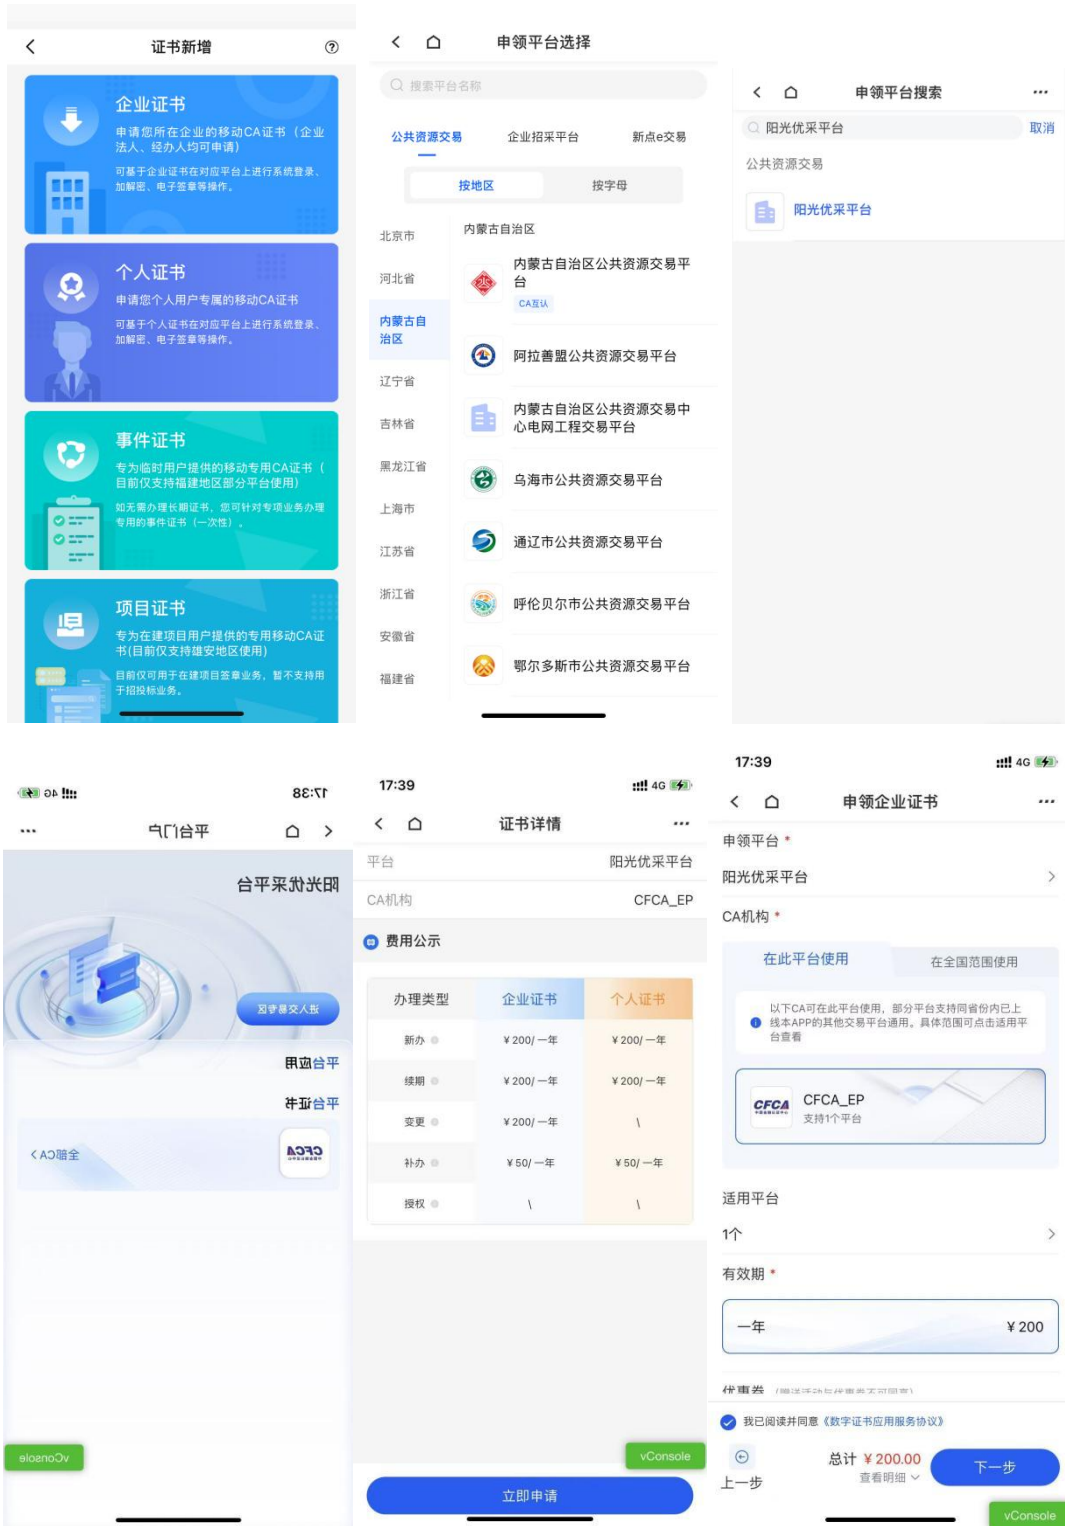 证书新增
企业证书
申请您所在企业的移动CA证书（企业
法人、经办人均可申请）
可基于企业证书在对应平台上进行系统登录、
加解密、电子签章等操作。
个人证书
申请您个人用户专属的移动CA证书
可基于个人证书在对应平台上进行系统登录、
加解密、电子签章等操作。
事件证书
专为临时用户提供的移动专用CA证书（
目前仅支持福建地区部分平台使用）
如无需办理长期证书，您可针对专项业务办理
专用的事件证书（一次性）。
项目证书
专为在建项目用户提供的专用移动CA证
书(目前仅支持雄安地区使用)
目前仅可用于在建项目签章业务，暂不支持用
于招投标业务。
申领平台选择
搜索平台名称
公共资源交易 企业招采平台 新点e交易
按地区 按字母
北京市
河北省
内蒙古自
治区
辽宁省
吉林省
黑龙江省
上海市
江苏省
浙江省
安徽省
福建省
内蒙古自治区
内蒙古自治区公共资源交易平
台
CA互认
阿拉善盟公共资源交易平台
内蒙古自治区公共资源交易中
心电网工程交易平台
乌海市公共资源交易平台
通辽市公共资源交易平台
呼伦贝尔市公共资源交易平台
鄂尔多斯市公共资源交易平台
申领平台搜索
阳光优采平台 取消
公共资源交易
阳光优采平台
17:38 4G
平台门户
阳光优采平台
进入交易专区
平台应用
平台证书
CFCA
全部CA >
vConsole
17:39 4G
证书详情
平台 阳光优采平台
CA机构 CFCA_EP
费用公示
办理类型 企业证书 个人证书
新办 ¥200/一年 ¥200/一年
续期 ¥200/一年 ¥200/一年
变更 ¥200/一年 \
补办 ¥50/一年 ¥50/一年
授权 \ \
vConsole
立即申请
17:39 4G
申领企业证书
申领平台 *
阳光优采平台
CA机构 *
在此平台使用 在全国范围使用
以下CA可在此平台使用，部分平台支持同省份内已上
线本APP的其他交易平台通用。具体范围可点击适用平
台查看
CFCA
CFCA_EP
支持1个平台
适用平台
1个
有效期 *
一年 ¥200
优惠券
我已阅读并同意《数字证书应用服务协议》
上一步
总计 ¥200.00
查看明细
下一步
vConsole